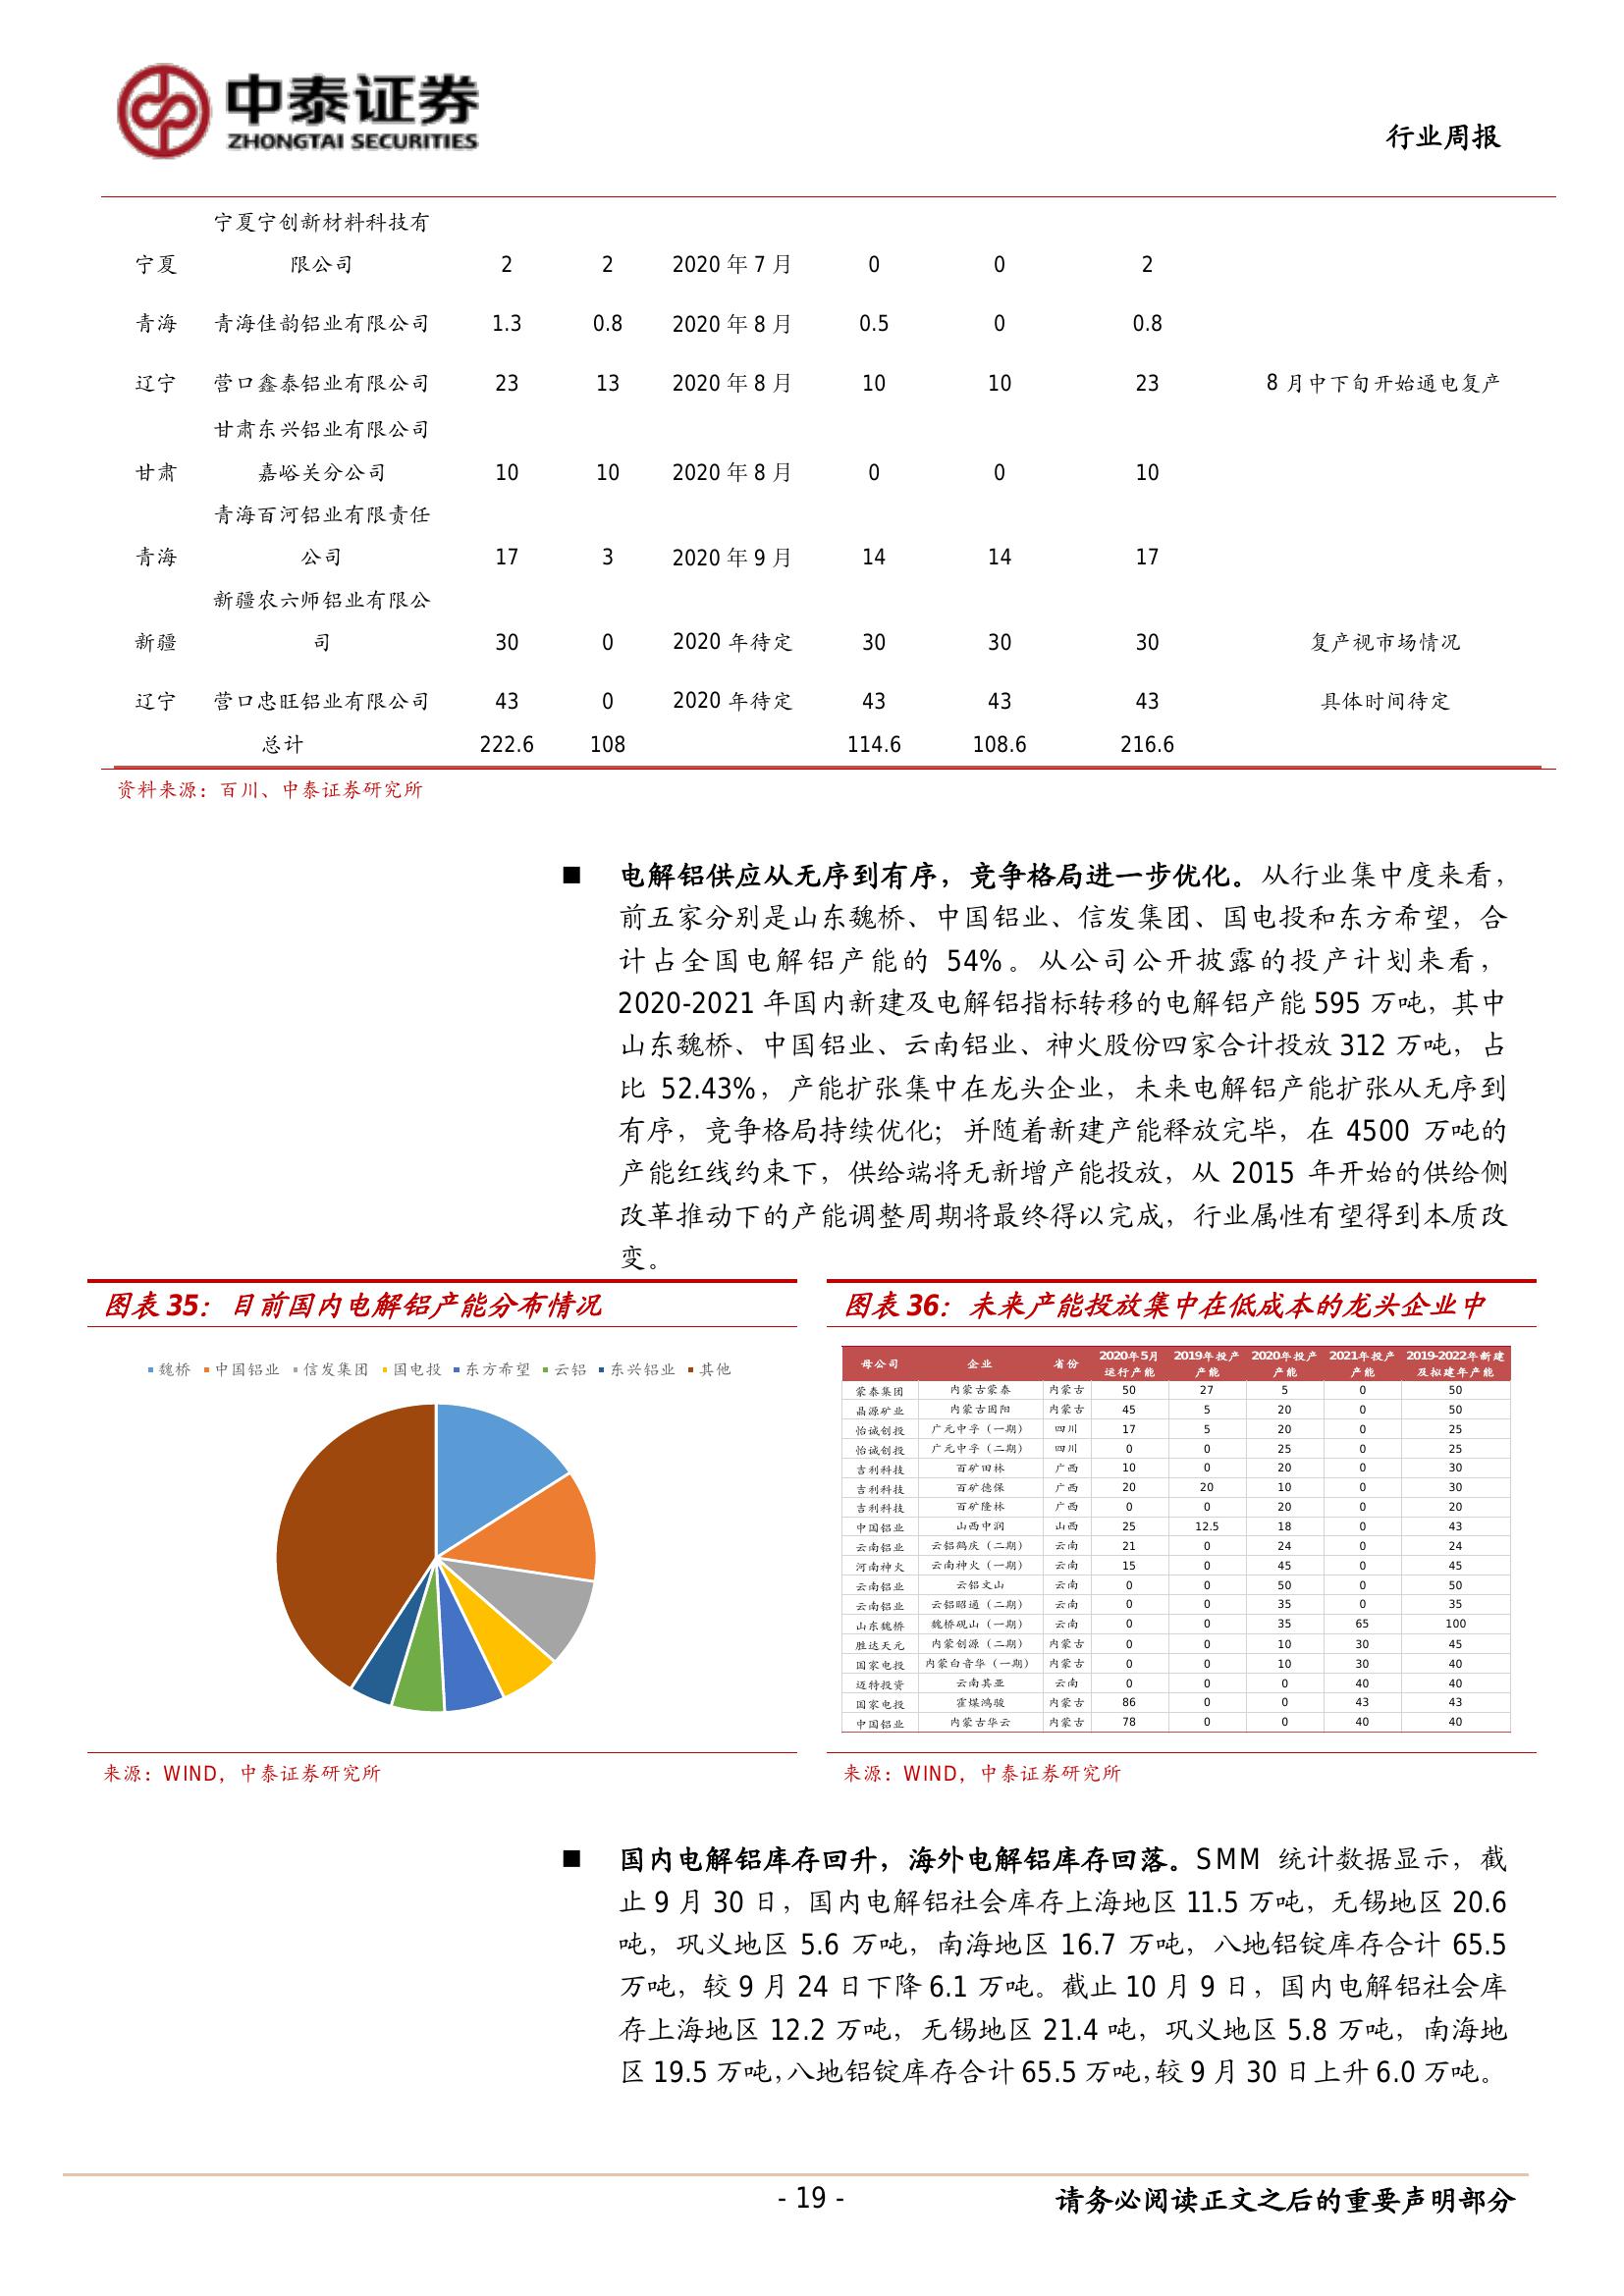 中泰证券
ZHONGTAI SECURITIES
行业周报
宁夏宁创新材料科技有
宁夏 限公司 2 2 2020 年 7 月 0 0 2
青海 青海佳韵铝业有限公司 1.3 0.8 2020 年 8 月 0.5 0 0.8
辽宁 营口鑫泰铝业有限公司 23 13 2020 年 8 月 10 10 23 8 月中下旬开始通电复产
甘肃东兴铝业有限公司
甘肃 嘉峪关分公司 10 10 2020 年 8 月 0 0 10
青海百河铝业有限责任
青海 公司 17 3 2020 年 9 月 14 14 17
新疆农六师铝业有限公
新疆 司 30 0 2020 年待定 30 30 30 复产视市场情况
辽宁 营口忠旺铝业有限公司 43 0 2020 年待定 43 43 43 具体时间待定
总计 222.6 108 114.6 108.6 216.6
资料来源：百川、中泰证券研究所
■ 电解铝供应从无序到有序，竞争格局进一步优化。从行业集中度来看，
前五家分别是山东魏桥、中国铝业、信发集团、国电投和东方希望，合
计占全国电解铝产能的 54%。从公司公开披露的投产计划来看，
2020-2021 年国内新建及电解铝指标转移的电解铝产能 595 万吨，其中
山东魏桥、中国铝业、云南铝业、神火股份四家合计投放 312 万吨，占
比 52.43%，产能扩张集中在龙头企业，未来电解铝产能扩张从无序到
有序，竞争格局持续优化；并随着新建产能释放完毕，在 4500 万吨的
产能红线约束下，供给端将无新增产能投放，从 2015 年开始的供给侧
改革推动下的产能调整周期将最终得以完成，行业属性有望得到本质改
变。
图表 35：目前国内电解铝产能分布情况
魏桥 中国铝业 信发集团 国电投 东方希望 云铝 东兴铝业 其他
来源：WIND，中泰证券研究所
图表 36：未来产能投放集中在低成本的龙头企业中
母公司 企业 省份 2020年5月运行产能 2019年投产产能 2020年投产产能 2021年投产产能 2019-2022年新建及拟建年产能
蒙泰集团 内蒙古蒙泰 内蒙古 50 27 5 0 50
晶源矿业 内蒙古固阳 内蒙古 45 5 20 0 50
怡诚创投 广元中孚（一期） 四川 17 5 20 0 25
怡诚创投 广元中孚（二期） 四川 0 0 25 0 25
吉利科技 百矿田林 广西 10 0 20 0 30
吉利科技 百矿德保 广西 20 20 10 0 30
吉利科技 百矿隆林 广西 0 0 20 0 20
中国铝业 山西中润 山西 25 12.5 18 0 43
云南铝业 云铝鹤庆（二期） 云南 21 0 24 0 24
河南神火 云南神火（一期） 云南 15 0 45 0 45
云南铝业 云铝文山 云南 0 0 50 0 50
云南铝业 云铝昭通（二期） 云南 0 0 35 0 35
山东魏桥 魏桥砚山（一期） 云南 0 0 35 65 100
胜达天元 内蒙创源（二期） 内蒙古 0 0 10 30 45
国家电投 内蒙白音华（一期） 内蒙古 0 0 10 30 40
迈特投资 云南其亚 云南 0 0 0 40 40
国家电投 霍煤鸿骏 内蒙古 86 0 0 43 43
中国铝业 内蒙古华云 内蒙古 78 0 0 40 40
来源：WIND，中泰证券研究所
■ 国内电解铝库存回升，海外电解铝库存回落。SMM 统计数据显示，截
止 9 月 30 日，国内电解铝社会库存上海地区 11.5 万吨，无锡地区 20.6
吨，巩义地区 5.6 万吨，南海地区 16.7 万吨，八地铝锭库存合计 65.5
万吨，较 9 月 24 日下降 6.1 万吨。截止 10 月 9 日，国内电解铝社会库
存上海地区 12.2 万吨，无锡地区 21.4 吨，巩义地区 5.8 万吨，南海地
区 19.5 万吨，八地铝锭库存合计 65.5 万吨，较 9 月 30 日上升 6.0 万吨。
- 19 -
请务必阅读正文之后的重要声明部分